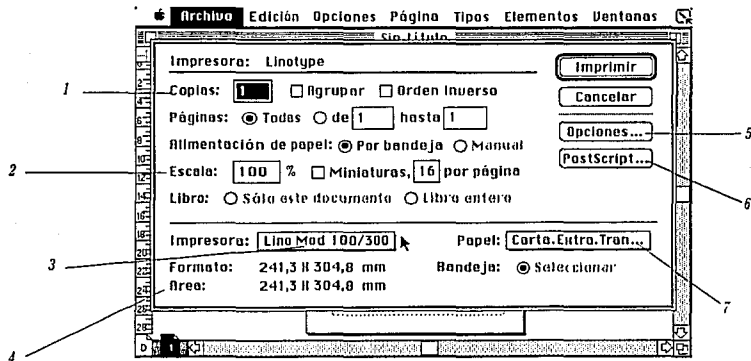 Archivo Edición Opciones Página Tipos Elementos Ventanas
Sin título
Impresora: Linotype
Imprimir
1
Copias: 1 Agrupar Orden Inverso
Cancelar
Páginas: Todas de 1 hasta 1
Opciones...
5
Alimentación de papel: Por bandeja Manual
2
Escala: 100 % Miniaturas, 16 por página
PostScript...
6
Libro: Sólo este documento Libro entero
Impresora: Lino Mod 100/300
Papel: Carta.Extra.Tran...
3
Formato: 241,3 X 304,8 mm
Bandeja: Seleccionar
7
Area: 241,3 X 304,8 mm
4
D 1